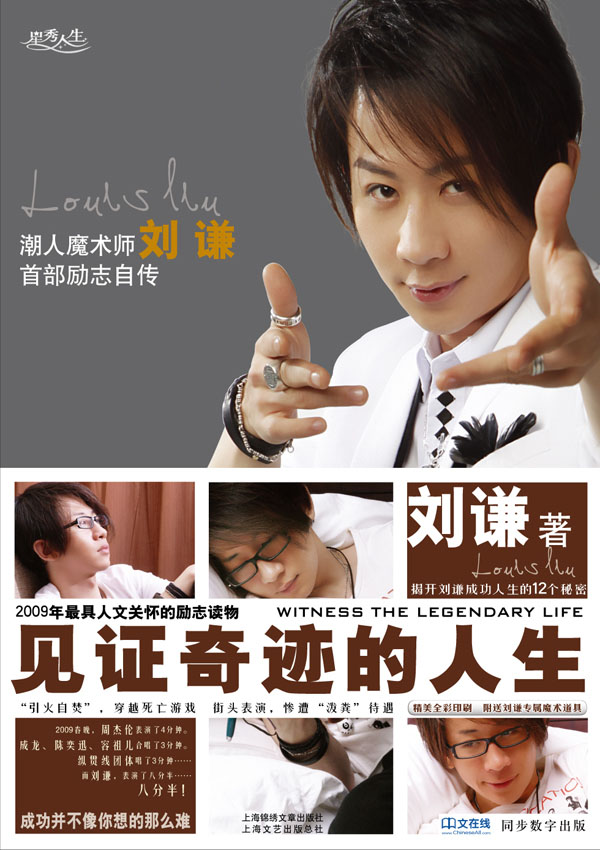 星秀人生
Louis Liu
潮人魔术师刘谦
首部励志自传
刘谦 著
Louis Liu
揭开刘谦成功人生的12个秘密
2009年最具人文关怀的励志读物
WITNESS THE LEGENDARY LIFE
见证奇迹的人生
“引火自焚”，穿越死亡游戏 街头表演，惨遭“泼粪”待遇
精美全彩印刷 附送刘谦专属魔术道具
2009春晚，周杰伦表演了4分钟。
成龙、陈奕迅、容祖儿合唱了3分钟。
纵贯线团体唱了3分钟……
而刘谦，表演了八分半……
八分半！
成功并不像你想的那么难
上海锦绣文章出版社
上海文艺出版总社
中文在线
www.ChineseAll.com
同步数字出版